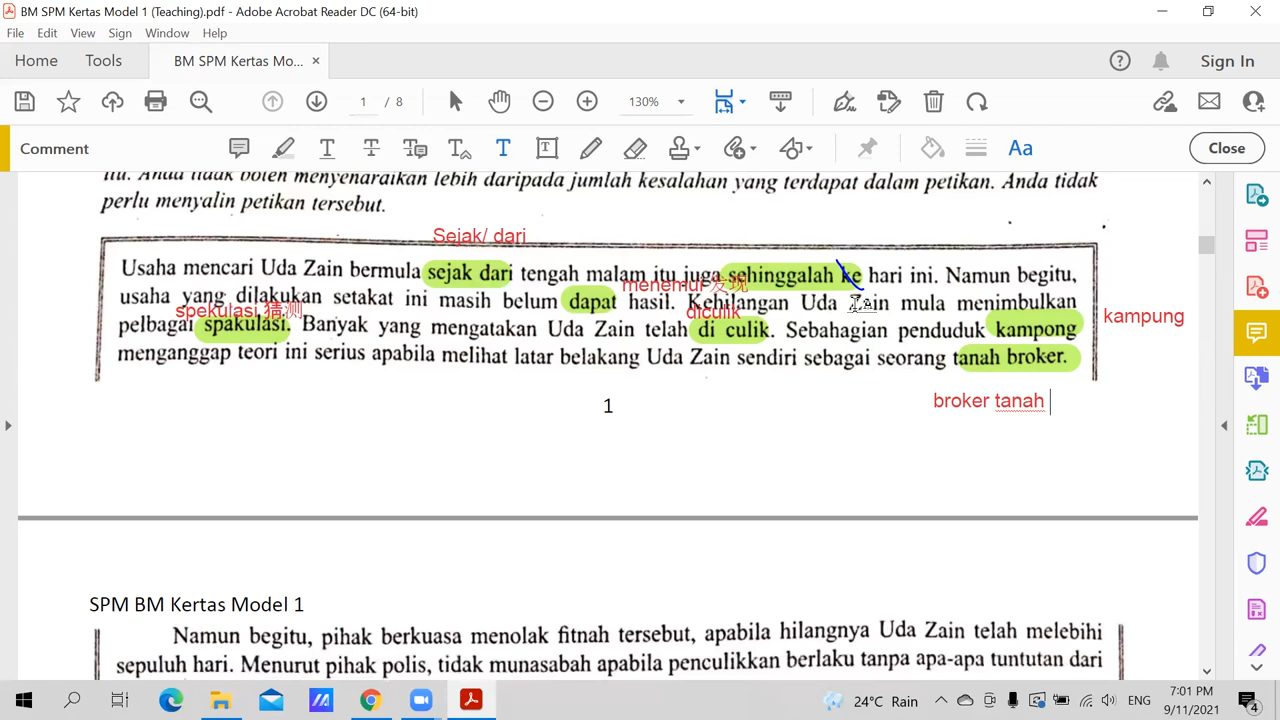 BM SPM Kertas Model 1 (Teaching).pdf - Adobe Acrobat Reader DC (64-bit)
File Edit View Sign Window Help
Home Tools BM SPM Kertas Mo... × Sign In
1 / 8 130%
Comment Close
itu. Anda tidak boleh menyenaraikan lebih daripada jumlah kesalahan yang terdapat dalam petikan. Anda tidak
perlu menyalin petikan tersebut.
Sejak/ dari
Usaha mencari Uda Zain bermula sejak dari tengah malam itu juga sehinggalah ke hari ini. Namun begitu,
menemui 发现
usaha yang dilakukan setakat ini masih belum dapat hasil. Kehilangan Uda Zain mula menimbulkan
spekulasi 猜测 diculik kampung
pelbagai spakulasi. Banyak yang mengatakan Uda Zain telah di culik. Sebahagian penduduk kampong
menganggap teori ini serius apabila melihat latar belakang Uda Zain sendiri sebagai seorang tanah broker.
broker tanah
1
SPM BM Kertas Model 1
Namun begitu, pihak berkuasa menolak fitnah tersebut, apabila hilangnya Uda Zain telah melebihi
sepuluh hari. Menurut pihak polis, tidak munasabah apabila penculikkan berlaku tanpa apa-apa tuntutan dari
24°C Rain ENG 7:01 PM
9/11/2021 4